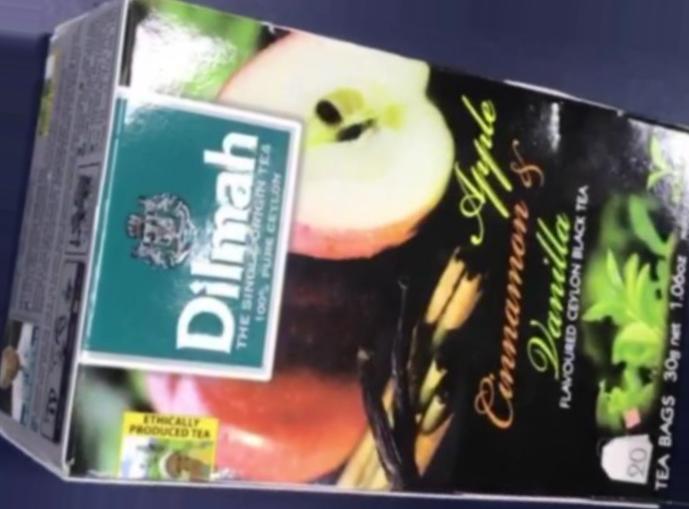 Dilmah
THE SINGLE ORIGIN TEA
100% PURE CEYLON
Apple
Cinnamon &
Vanilla
FLAVOURED CEYLON BLACK TEA
ETHICALLY
PRODUCED TEA
20
TEA BAGS 30g net 1.06oz